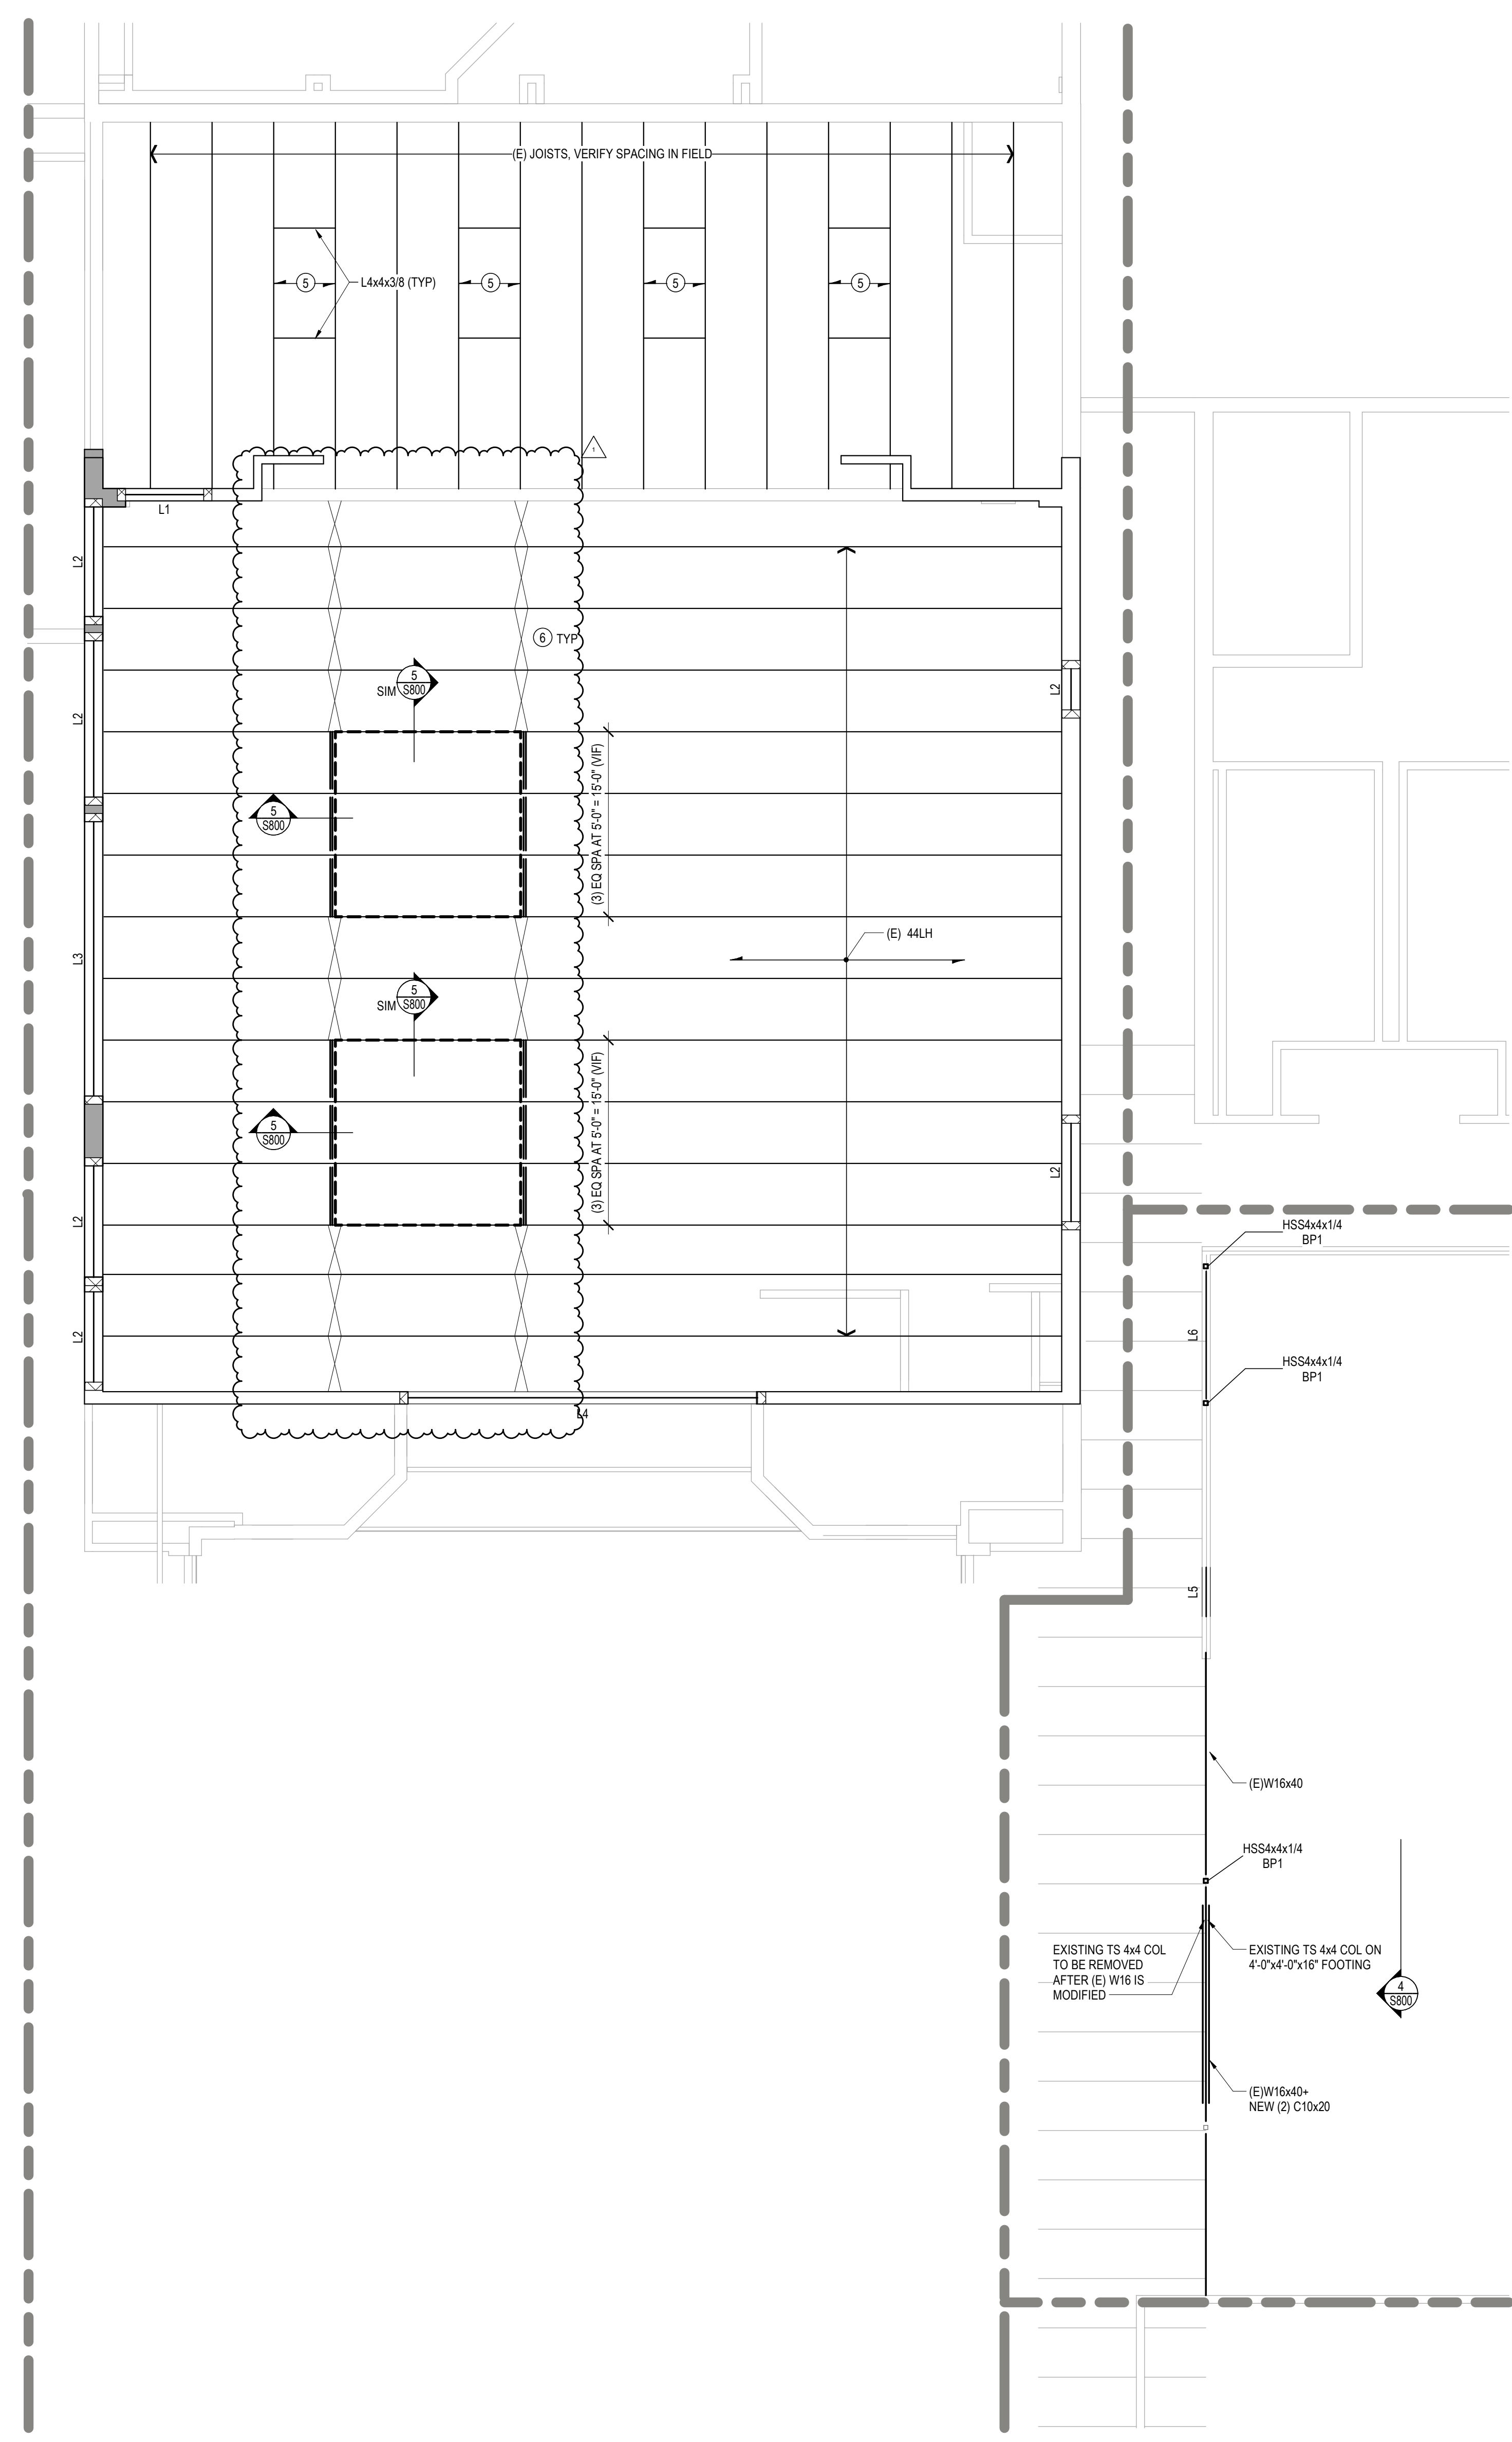 (E) JOISTS, VERIFY SPACING IN FIELD
5
5
5
5
L4x4x3/8 (TYP)
1
L1
L2
6 TYP
5
SIM S800
L2
L2
(3) EQ SPA AT 5'-0" = 15'-0" (VIF)
5
S800
(E) 44LH
L3
5
SIM S800
(3) EQ SPA AT 5'-0" = 15'-0" (VIF)
5
S800
L2
L2
L2
L4
HSS4x4x1/4
BP1
L6
HSS4x4x1/4
BP1
L5
(E)W16x40
HSS4x4x1/4
BP1
EXISTING TS 4x4 COL
TO BE REMOVED
AFTER (E) W16 IS
MODIFIED
EXISTING TS 4x4 COL ON
4'-0"x4'-0"x16" FOOTING
4
S800
(E)W16x40+
NEW (2) C10x20